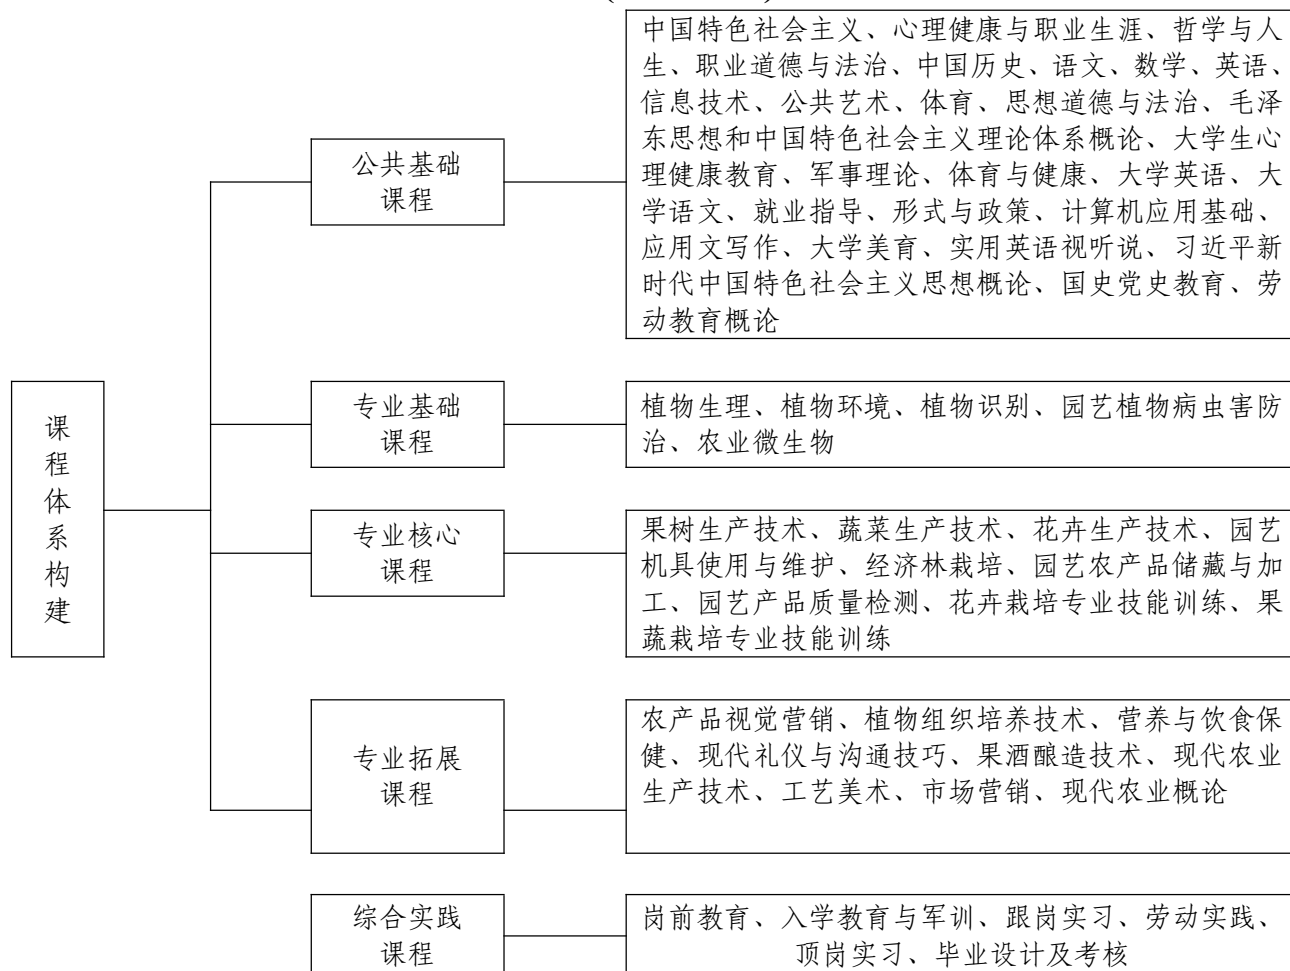 中国特色社会主义、心理健康与职业生涯、哲学与人
生、职业道德与法治、中国历史、语文、数学、英语、
信息技术、公共艺术、体育、思想道德与法治、毛泽
东思想和中国特色社会主义理论体系概论、大学生心
理健康教育、军事理论、体育与健康、大学英语、大
学语文、就业指导、形式与政策、计算机应用基础、
应用文写作、大学美育、实用英语视听说、习近平新
时代中国特色社会主义思想概论、国史党史教育、劳
动教育概论
公共基础
课程
课程体系构建
专业基础
课程
植物生理、植物环境、植物识别、园艺植物病虫害防
治、农业微生物
专业核心
课程
果树生产技术、蔬菜生产技术、花卉生产技术、园艺
机具使用与维护、经济林栽培、园艺农产品储藏与加
工、园艺产品质量检测、花卉栽培专业技能训练、果
蔬栽培专业技能训练
专业拓展
课程
农产品视觉营销、植物组织培养技术、营养与饮食保
健、现代礼仪与沟通技巧、果酒酿造技术、现代农业
生产技术、工艺美术、市场营销、现代农业概论
综合实践
课程
岗前教育、入学教育与军训、跟岗实习、劳动实践、
顶岗实习、毕业设计及考核